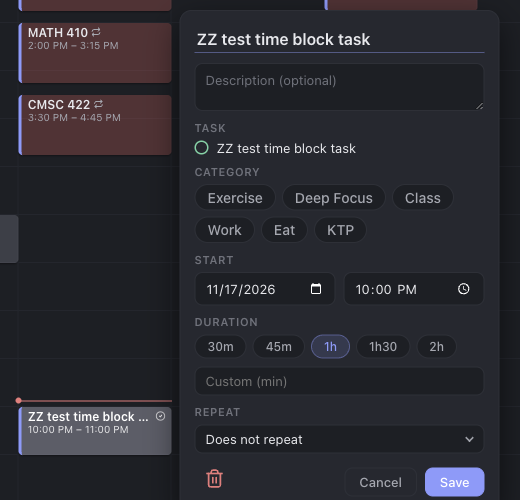 MATH 410
2:00 PM – 3:15 PM
CMSC 422
3:30 PM – 4:45 PM
ZZ test time block ...
10:00 PM – 11:00 PM
ZZ test time block task
Description (optional)
TASK
ZZ test time block task
CATEGORY
Exercise Deep Focus Class
Work Eat KTP
START
11/17/2026 10:00 PM
DURATION
30m 45m 1h 1h30 2h
Custom (min)
REPEAT
Does not repeat
Cancel Save